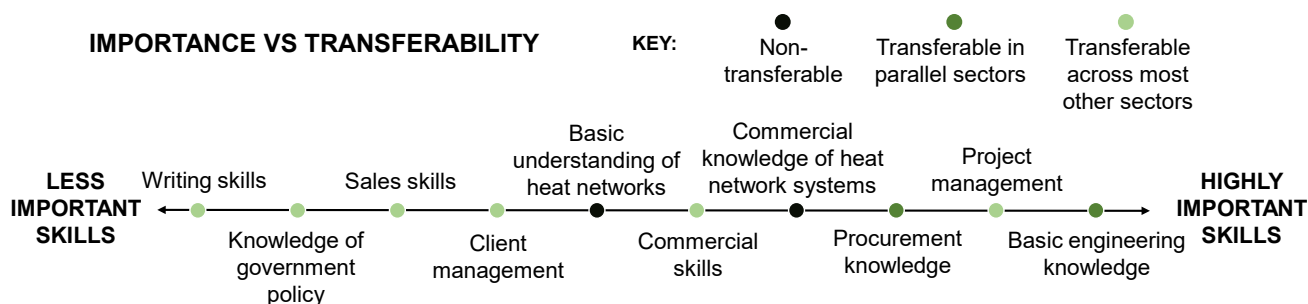 IMPORTANCE VS TRANSFERABILITY
KEY:
Non-
transferable
Transferable in
parallel sectors
Transferable
across most
other sectors
LESS
IMPORTANT
SKILLS
Writing skills
Knowledge of
government
policy
Sales skills
Client
management
Basic
understanding of
heat networks
Commercial
skills
Commercial
knowledge of heat
network systems
Procurement
knowledge
Project
management
Basic engineering
knowledge
HIGHLY
IMPORTANT
SKILLS